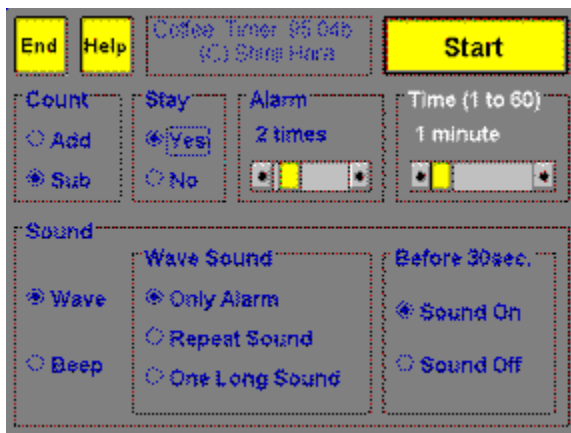 End
Help
Coffee Timer 95.04b
(C) Shinji Hara
Start
Count
Add
Sub
Stay
Yes
No
Alarm
2 times
Time (1 to 60)
1 minute
Sound
Wave
Beep
Wave Sound
Only Alarm
Repeat Sound
One Long Sound
Before 30sec.
Sound On
Sound Off